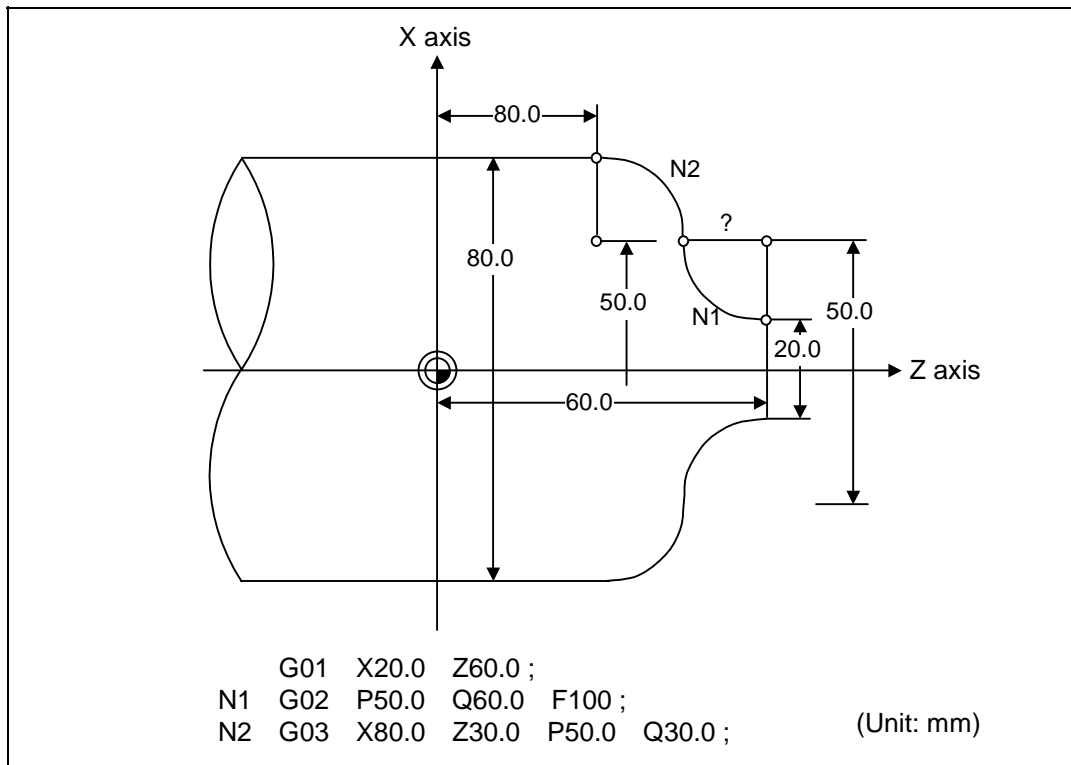 X axis
80.0
N2
?
80.0
50.0
N1
50.0
20.0
Z axis
60.0
G01 X20.0 Z60.0 ;
N1 G02 P50.0 Q60.0 F100 ;
N2 G03 X80.0 Z30.0 P50.0 Q30.0 ;
(Unit: mm)